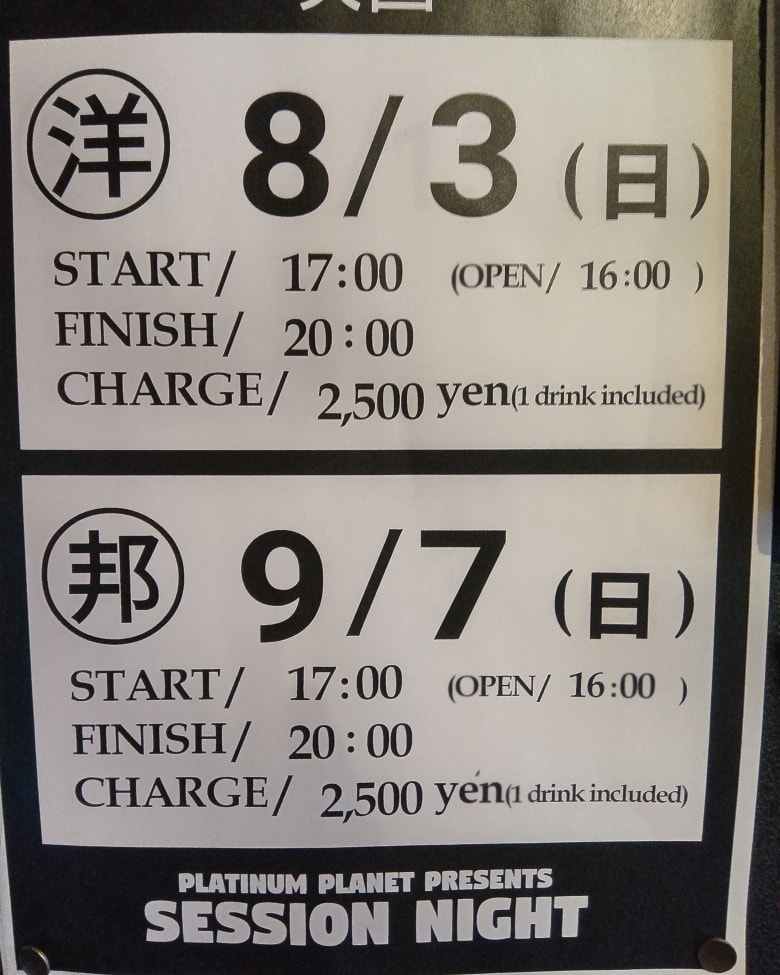 洋 8/3 (日)
START/ 17:00 (OPEN/ 16:00 )
FINISH/ 20:00
CHARGE/ 2,500 yen(1 drink included)
邦 9/7 (日)
START/ 17:00 (OPEN/ 16:00 )
FINISH/ 20:00
CHARGE/ 2,500 yen(1 drink included)
PLATINUM PLANET PRESENTS
SESSION NIGHT